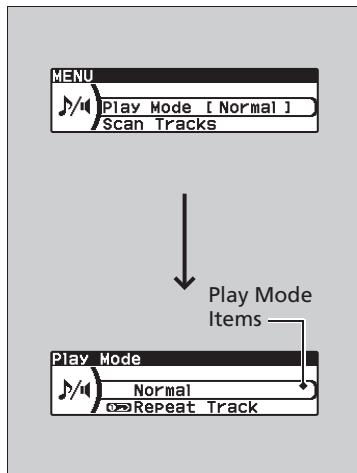 MENU
Play Mode [ Normal ]
Scan Tracks
Play Mode
Items
Play Mode
Normal
Repeat Track